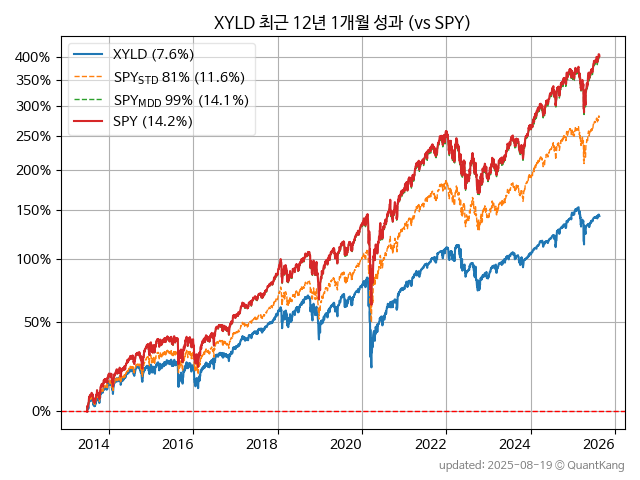 XYLD 최근 12년 1개월 성과 (vs SPY)
XYLD (7.6%)
SPY_STD 81% (11.6%)
SPY_MDD 99% (14.1%)
SPY (14.2%)
400%
350%
300%
250%
200%
150%
100%
50%
0%
2014 2016 2018 2020 2022 2024 2026
updated: 2025-08-19 © QuantKang